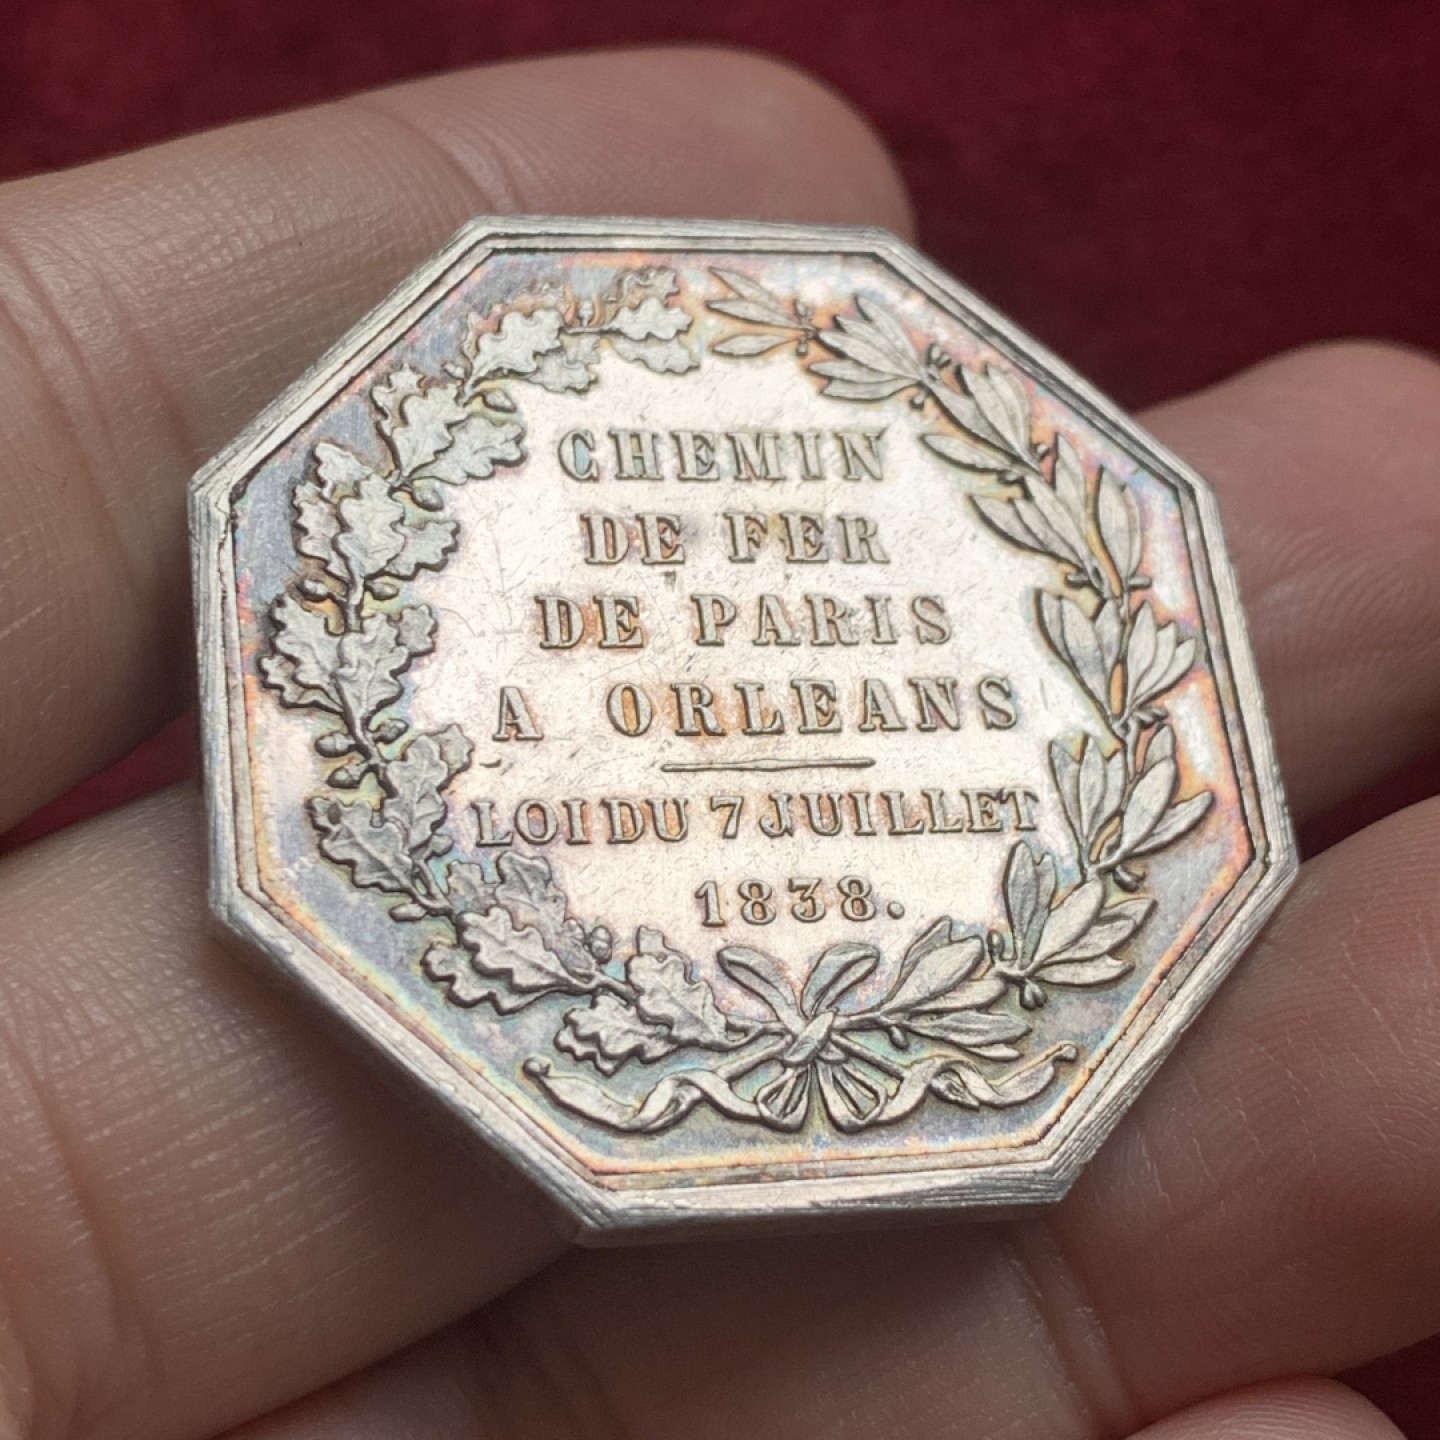 CHEMIN
DE FER
DE PARIS
A ORLEANS
LOI DU 7 JUILLET
1838.